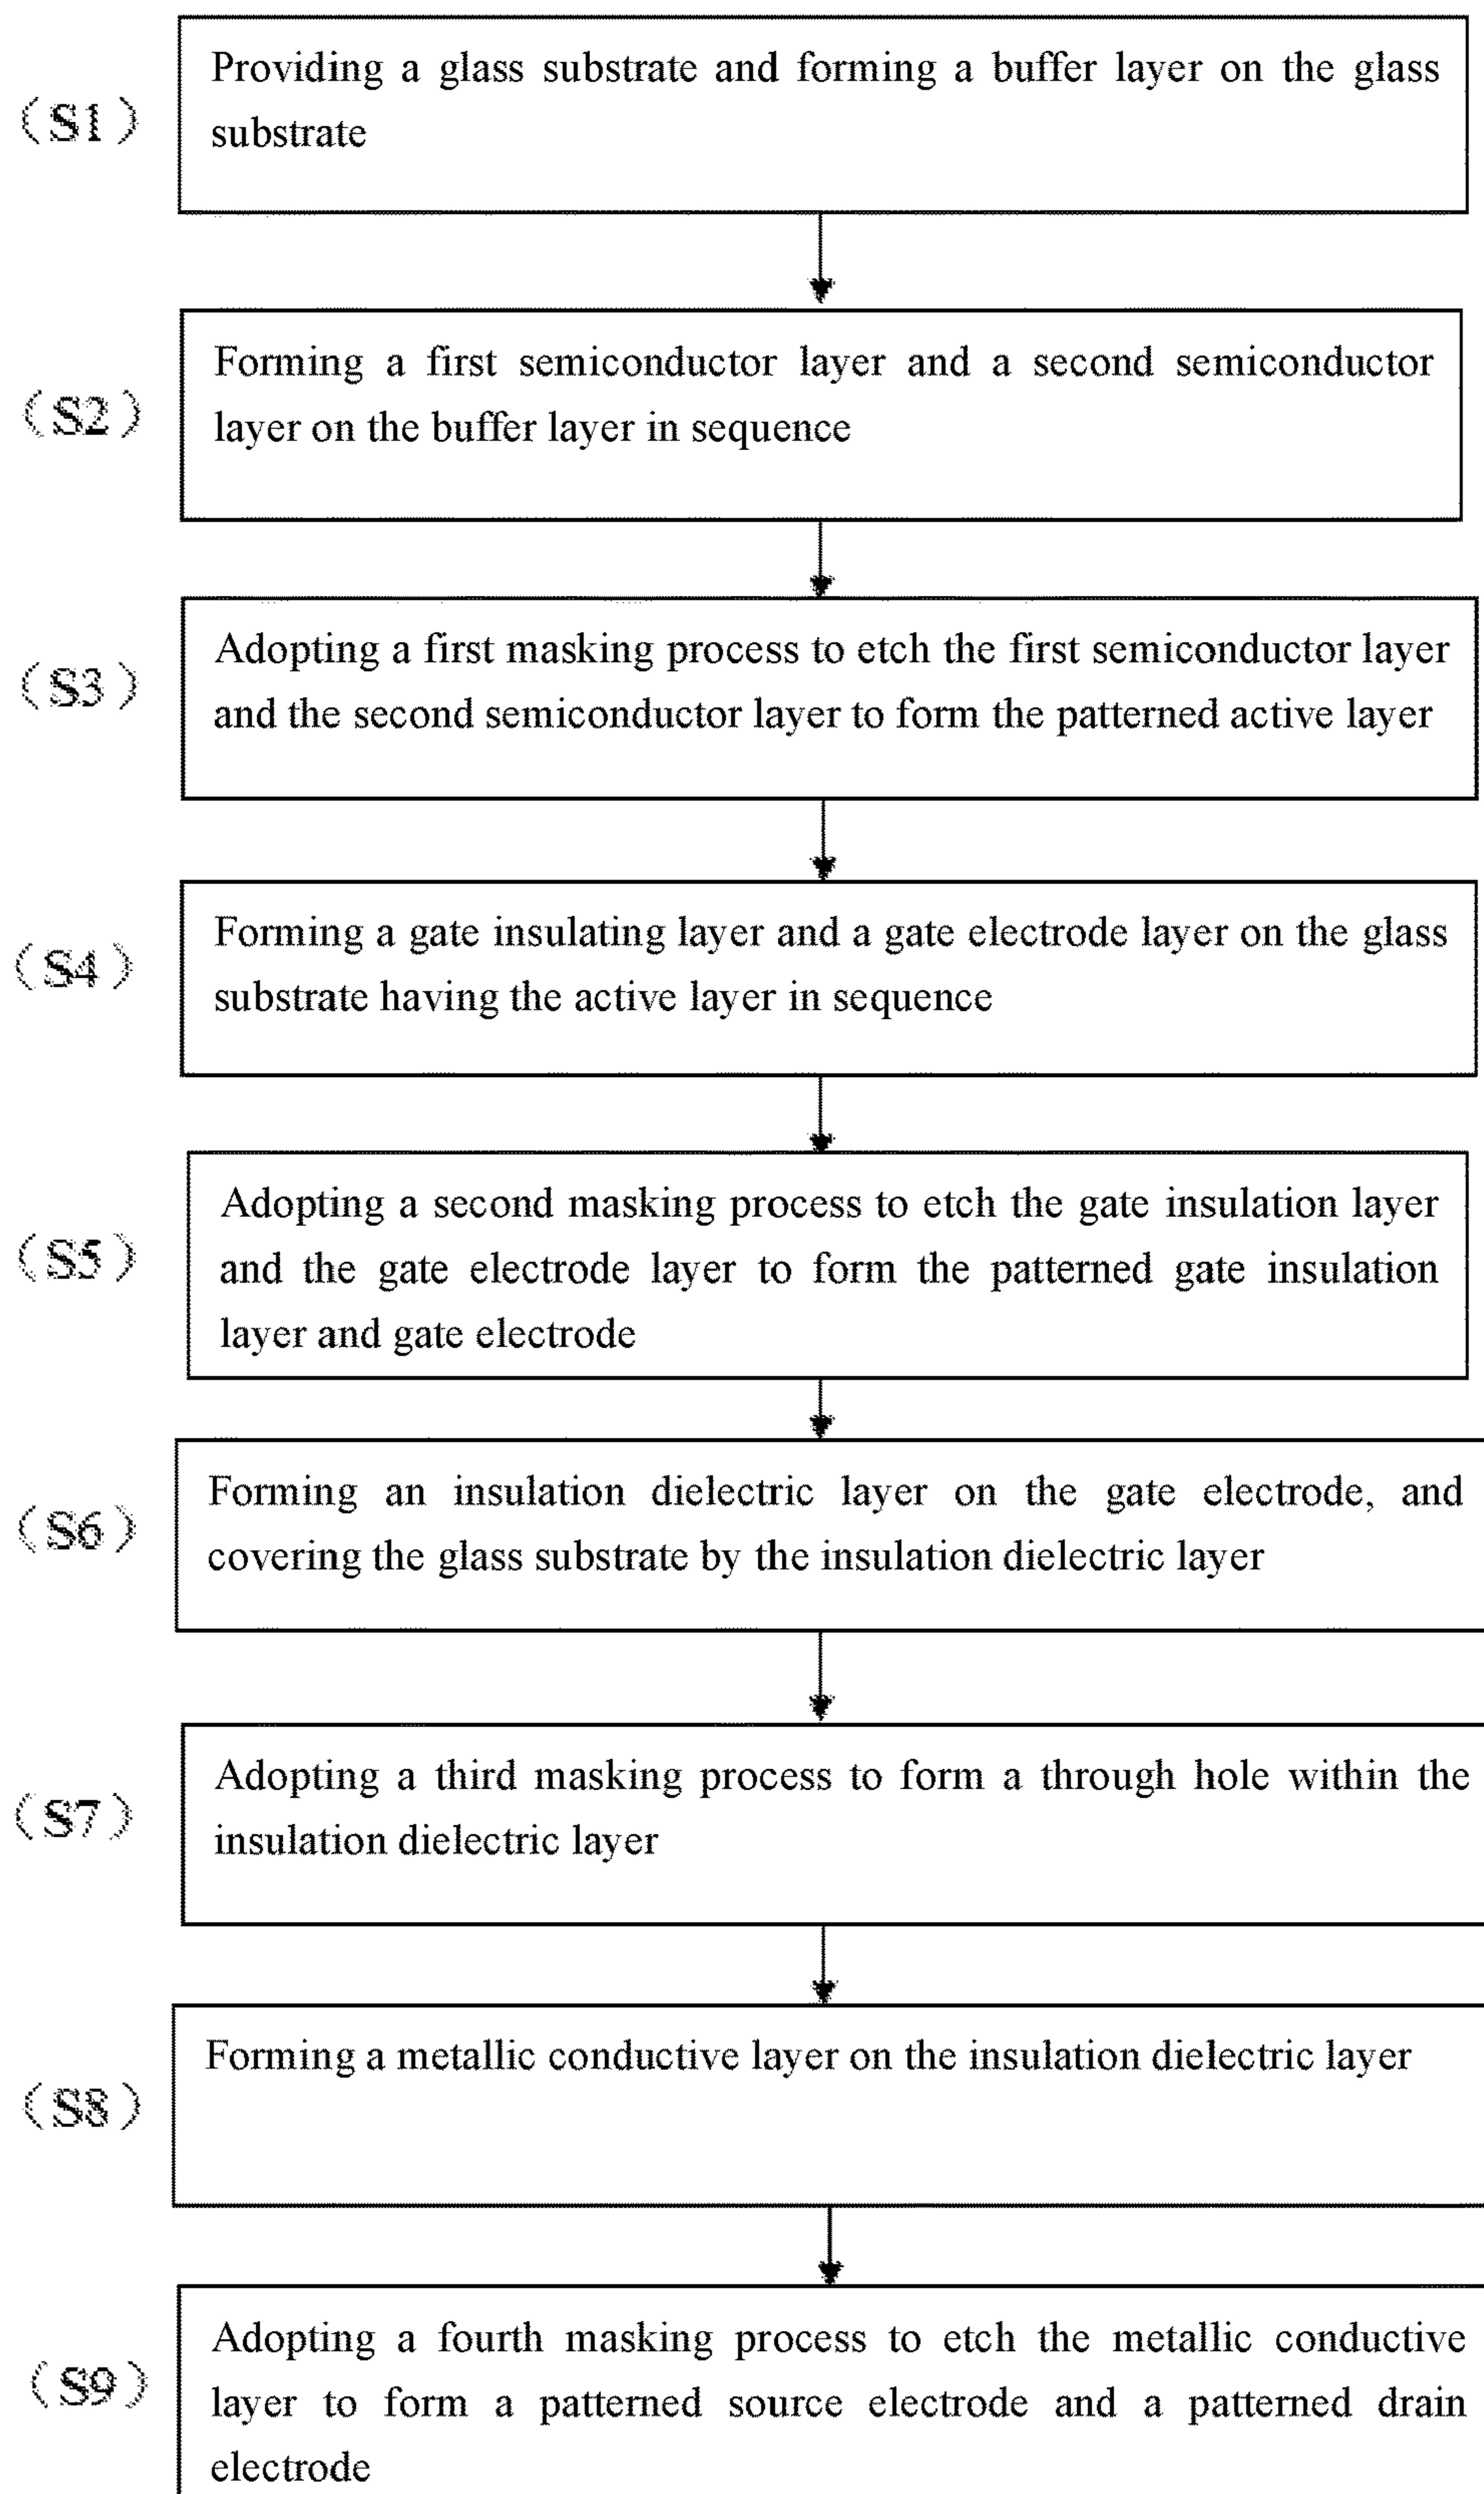 (S1)
Providing a glass substrate and forming a buffer layer on the glass
substrate
(S2)
Forming a first semiconductor layer and a second semiconductor
layer on the buffer layer in sequence
(S3)
Adopting a first masking process to etch the first semiconductor layer
and the second semiconductor layer to form the patterned active layer
(S4)
Forming a gate insulating layer and a gate electrode layer on the glass
substrate having the active layer in sequence
(S5)
Adopting a second masking process to etch the gate insulation layer
and the gate electrode layer to form the patterned gate insulation
layer and gate electrode
(S6)
Forming an insulation dielectric layer on the gate electrode, and
covering the glass substrate by the insulation dielectric layer
(S7)
Adopting a third masking process to form a through hole within the
insulation dielectric layer
(S8)
Forming a metallic conductive layer on the insulation dielectric layer
(S9)
Adopting a fourth masking process to etch the metallic conductive
layer to form a patterned source electrode and a patterned drain
electrode